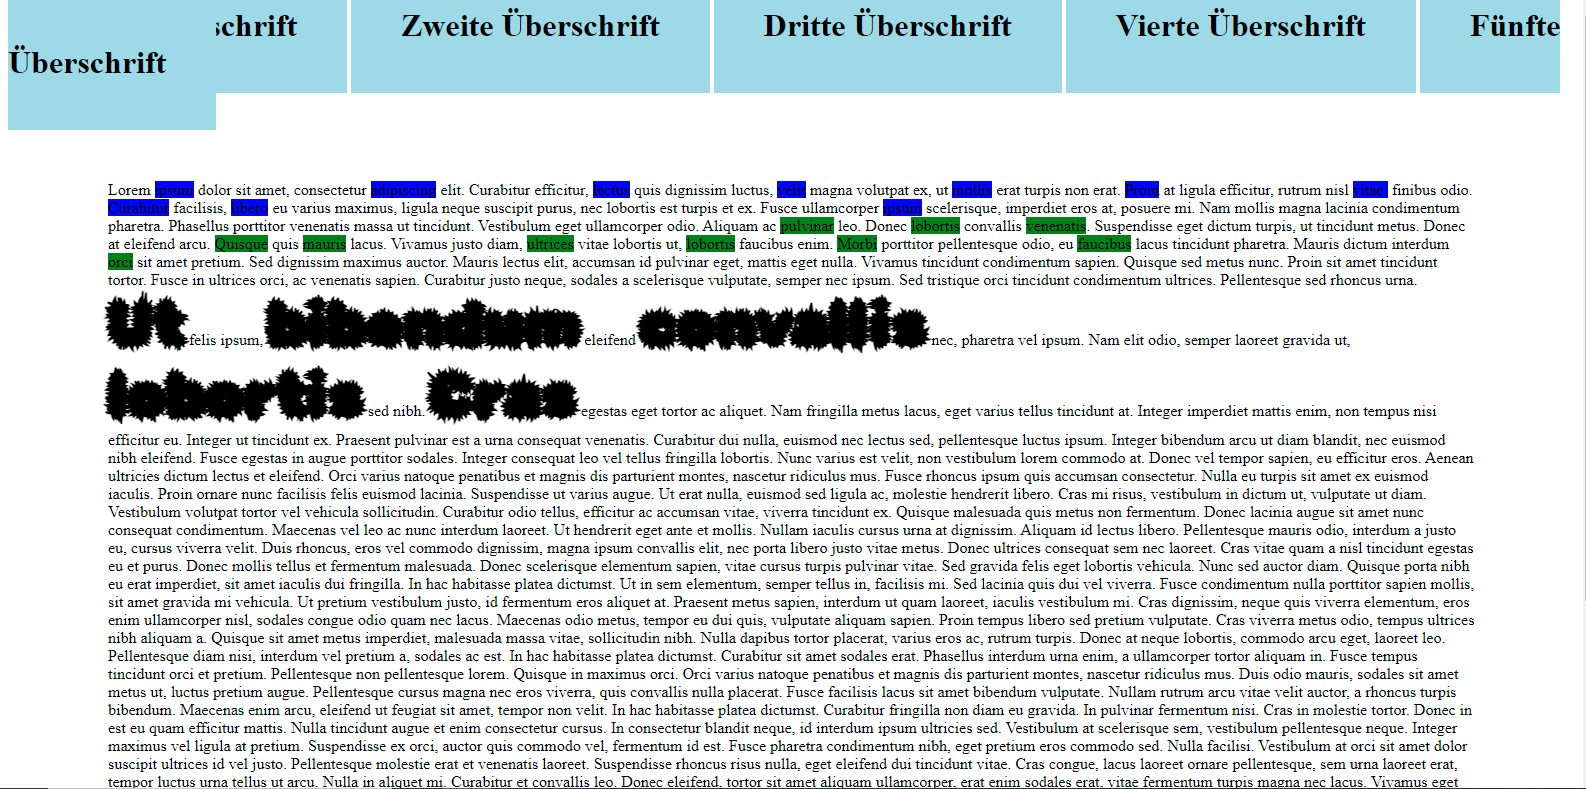 schrift Zweite Überschrift Dritte Überschrift Vierte Überschrift Fünfte
Überschrift
Lorem ipsum dolor sit amet, consectetur adipiscing elit. Curabitur efficitur, lectus quis dignissim luctus, velit magna volutpat ex, ut mollis erat turpis non erat. Proin at ligula efficitur, rutrum nisl vitae, finibus odio.
Curabitur facilisis, libero eu varius maximus, ligula neque suscipit purus, nec lobortis est turpis et ex. Fusce ullamcorper ipsum scelerisque, imperdiet eros at, posuere mi. Nam mollis magna lacinia condimentum
pharetra. Phasellus porttitor venenatis massa ut tincidunt. Vestibulum eget ullamcorper odio. Aliquam ac pulvinar leo. Donec lobortis convallis venenatis. Suspendisse eget dictum turpis, ut tincidunt metus. Donec
at eleifend arcu. Quisque quis mauris lacus. Vivamus justo diam, ultrices vitae lobortis ut, lobortis faucibus enim. Morbi porttitor pellentesque odio, eu faucibus lacus tincidunt pharetra. Mauris dictum interdum
orci sit amet pretium. Sed dignissim maximus auctor. Mauris lectus elit, accumsan id pulvinar eget, mattis eget nulla. Vivamus tincidunt condimentum sapien. Quisque sed metus nunc. Proin sit amet tincidunt
tortor. Fusce in ultrices orci, ac venenatis sapien. Curabitur justo neque, sodales a scelerisque vulputate, semper nec ipsum. Sed tristique orci tincidunt condimentum ultrices. Pellentesque sed rhoncus urna.
Ut felis ipsum, bibendum eleifend convallis nec, pharetra vel ipsum. Nam elit odio, semper laoreet gravida ut,
lobortis sed nibh. Cras egestas eget tortor ac aliquet. Nam fringilla metus lacus, eget varius tellus tincidunt at. Integer imperdiet mattis enim, non tempus nisi
efficitur eu. Integer ut tincidunt ex. Praesent pulvinar est a urna consequat venenatis. Curabitur dui nulla, euismod nec lectus sed, pellentesque luctus ipsum. Integer bibendum arcu ut diam blandit, nec euismod
nibh eleifend. Fusce egestas in augue porttitor sodales. Integer consequat leo vel tellus fringilla lobortis. Nunc varius est velit, non vestibulum lorem commodo at. Donec vel tempor sapien, eu efficitur eros. Aenean
ultricies dictum lectus et eleifend. Orci varius natoque penatibus et magnis dis parturient montes, nascetur ridiculus mus. Fusce rhoncus ipsum quis accumsan consectetur. Nulla eu turpis sit amet ex euismod
iaculis. Proin ornare nunc facilisis felis euismod lacinia. Suspendisse ut varius augue. Ut erat nulla, euismod sed ligula ac, molestie hendrerit libero. Cras mi risus, vestibulum in dictum ut, vulputate ut diam.
Vestibulum volutpat tortor vel vehicula sollicitudin. Curabitur odio tellus, efficitur ac accumsan vitae, viverra tincidunt ex. Quisque malesuada quis metus non fermentum. Donec lacinia augue sit amet nunc
consequat condimentum. Maecenas vel leo ac nunc interdum laoreet. Ut hendrerit eget ante et mollis. Nullam iaculis cursus urna at dignissim. Aliquam id lectus libero. Pellentesque mauris odio, interdum a justo
eu, cursus viverra velit. Duis rhoncus, eros vel commodo dignissim, magna ipsum convallis elit, nec porta libero justo vitae metus. Donec ultrices consequat sem nec laoreet. Cras vitae quam a nisl tincidunt egestas
eu et purus. Donec mollis tellus et fermentum malesuada. Donec scelerisque elementum sapien, vitae cursus turpis pulvinar vitae. Sed gravida felis eget lobortis vehicula. Nunc sed auctor diam. Quisque porta nibh
eu erat imperdiet, sit amet iaculis dui fringilla. In hac habitasse platea dictumst. Ut in sem elementum, semper tellus in, facilisis mi. Sed lacinia quis dui vel viverra. Fusce condimentum nulla porttitor sapien mollis,
sit amet gravida mi vehicula. Ut pretium vestibulum justo, id fermentum eros aliquet at. Praesent metus sapien, interdum ut quam laoreet, iaculis vestibulum mi. Cras dignissim, neque quis viverra elementum, eros
enim ullamcorper nisl, sodales congue odio quam nec lacus. Maecenas odio metus, tempor eu dui quis, vulputate aliquam sapien. Proin tempus libero sed pretium vulputate. Cras viverra metus odio, tempus ultrices
nibh aliquam a. Quisque sit amet metus imperdiet, malesuada massa vitae, sollicitudin nibh. Nulla dapibus tortor placerat, varius eros ac, rutrum turpis. Donec at neque lobortis, commodo arcu eget, laoreet leo.
Pellentesque diam nisi, interdum vel pretium a, sodales ac est. In hac habitasse platea dictumst. Curabitur sit amet sodales erat. Phasellus interdum urna enim, a ullamcorper tortor aliquam in. Fusce tempus
tincidunt orci et pretium. Pellentesque non pellentesque lorem. Quisque in maximus orci. Orci varius natoque penatibus et magnis dis parturient montes, nascetur ridiculus mus. Duis odio mauris, sodales sit amet
metus ut, luctus pretium augue. Pellentesque cursus magna nec eros viverra, quis convallis nulla placerat. Fusce facilisis lacus sit amet bibendum vulputate. Nullam rutrum arcu vitae velit auctor, a rhoncus turpis
bibendum. Maecenas enim arcu, eleifend ut feugiat sit amet, tempor non velit. In hac habitasse platea dictumst. Curabitur fringilla non diam eu gravida. In pulvinar fermentum nisi. Cras in molestie tortor. Donec in
est eu quam efficitur mattis. Nulla tincidunt augue et enim consectetur cursus. In consectetur blandit neque, id interdum ipsum ultricies sed. Vestibulum at scelerisque sem, vestibulum pellentesque neque. Integer
maximus vel ligula at pretium. Suspendisse ex orci, auctor quis commodo vel, fermentum id est. Fusce pharetra condimentum nibh, eget pretium eros commodo sed. Nulla facilisi. Vestibulum at orci sit amet dolor
suscipit ultrices id vel justo. Pellentesque molestie erat et venenatis laoreet. Suspendisse rhoncus risus nulla, eget eleifend dui tincidunt vitae. Cras congue, lacus laoreet ornare pellentesque, sem urna laoreet erat,
tempor luctus urna tellus ut arcu. Nulla in aliquet mi. Curabitur et convallis leo. Donec eleifend, tortor sit amet aliquam ullamcorper, erat enim sodales erat, vitae fermentum turpis magna nec lacus. Vivamus eget